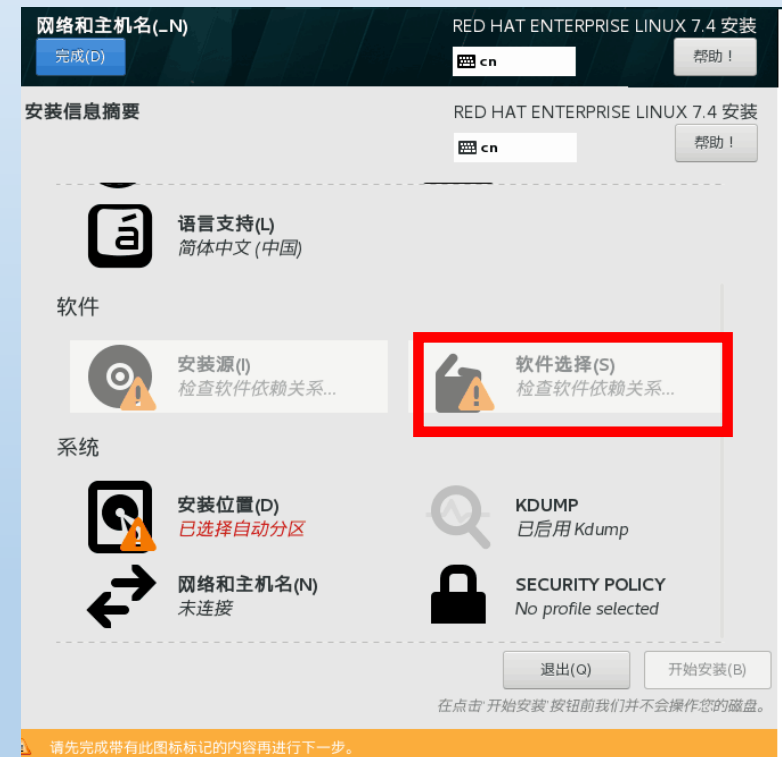 网络和主机名(_N)
RED HAT ENTERPRISE LINUX 7.4 安装
完成(D)
cn
帮助！
安装信息摘要
RED HAT ENTERPRISE LINUX 7.4 安装
cn
帮助！
á
语言支持(L)
简体中文 (中国)
软件
安装源(I)
检查软件依赖关系...
软件选择(S)
检查软件依赖关系...
系统
安装位置(D)
已选择自动分区
KDUMP
已启用 Kdump
网络和主机名(N)
未连接
SECURITY POLICY
No profile selected
退出(Q)
开始安装(B)
在点击'开始安装'按钮前我们并不会操作您的磁盘。
请先完成带有此图标标记的内容再进行下一步。